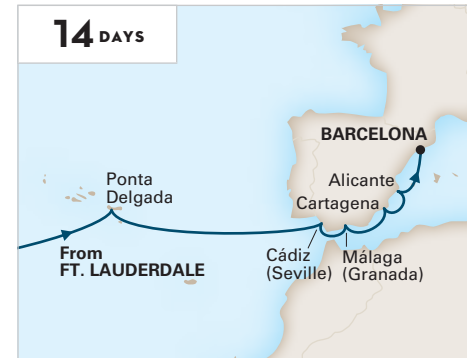 14 DAYS
BARCELONA
Ponta
Delgada
Alicante
Cartagena
From
FT. LAUDERDALE
Cádiz
(Seville)
Málaga
(Granada)